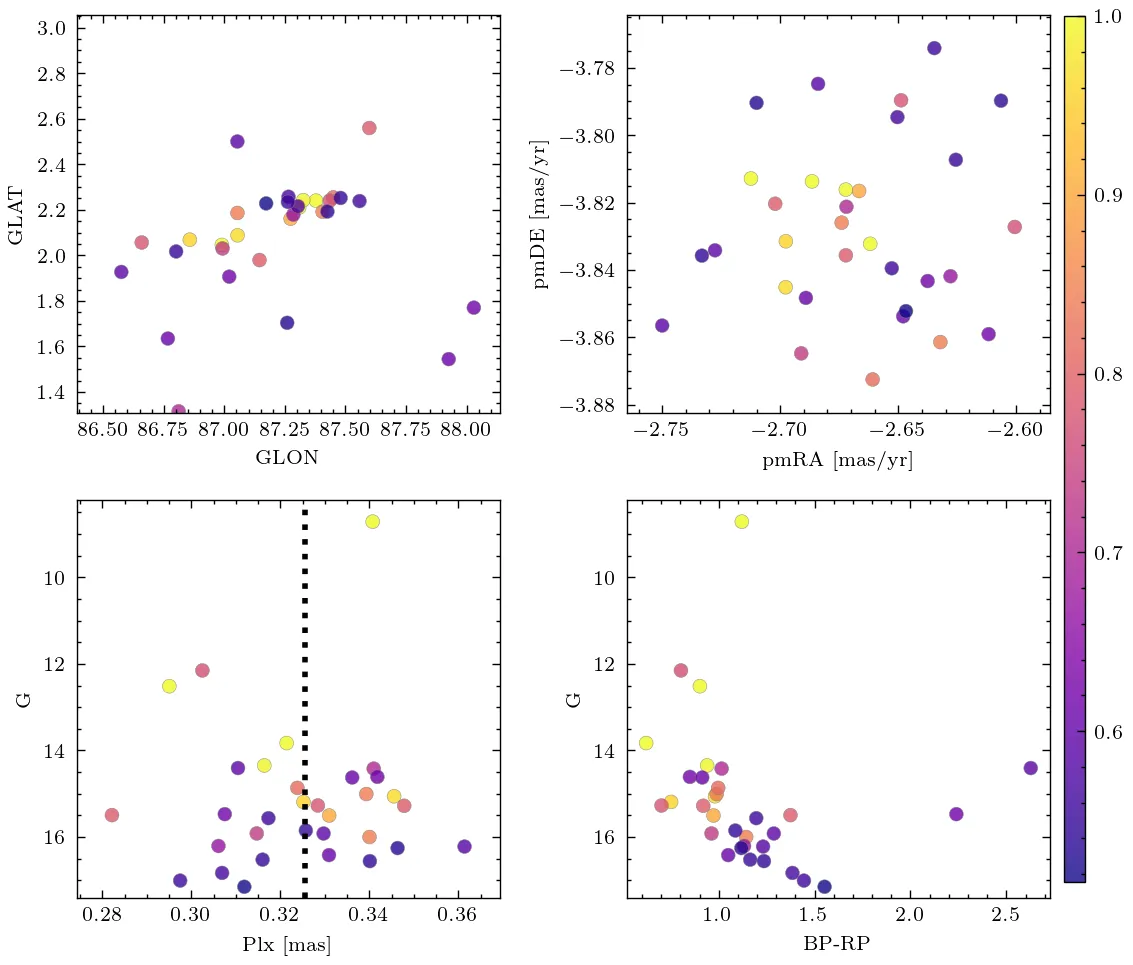 3.0
2.8
2.6
2.4
2.2
2.0
1.8
1.6
1.4
GLAT
86.50 86.75 87.00 87.25 87.50 87.75 88.00
GLON
−3.78
−3.80
−3.82
−3.84
−3.86
−3.88
pmDE [mas/yr]
−2.75 −2.70 −2.65 −2.60
pmRA [mas/yr]
10
12
14
16
G
0.28 0.30 0.32 0.34 0.36
Plx [mas]
10
12
14
16
G
1.0 1.5 2.0 2.5
BP-RP
1.0
0.9
0.8
0.7
0.6